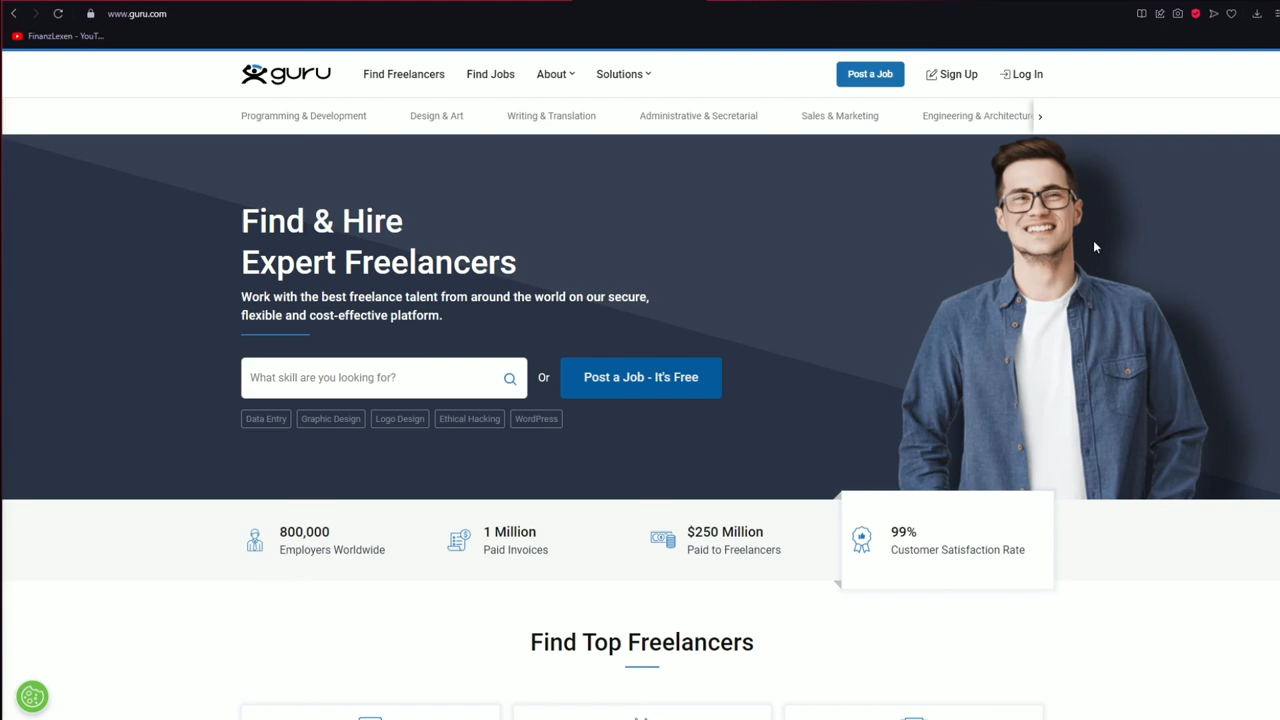 www.guru.com
FinanzLexen - YouT...
guru
Find Freelancers
Find Jobs
About
Solutions
Post a Job
Sign Up
Log In
Programming & Development
Design & Art
Writing & Translation
Administrative & Secretarial
Sales & Marketing
Engineering & Architectur
Find & Hire
Expert Freelancers
Work with the best freelance talent from around the world on our secure,
flexible and cost-effective platform.
What skill are you looking for?
Or
Post a Job - It's Free
Data Entry
Graphic Design
Logo Design
Ethical Hacking
WordPress
800,000
Employers Worldwide
1 Million
Paid Invoices
$250 Million
Paid to Freelancers
99%
Customer Satisfaction Rate
Find Top Freelancers